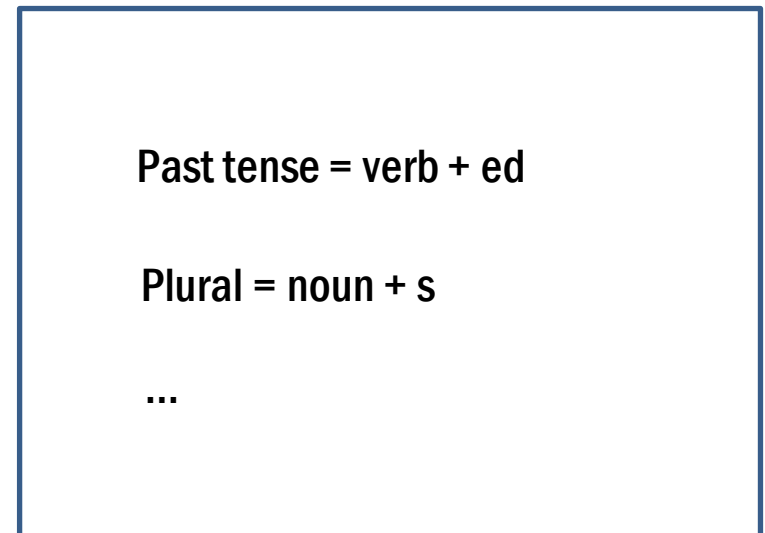 Past tense = verb + ed
Plural = noun + s
...